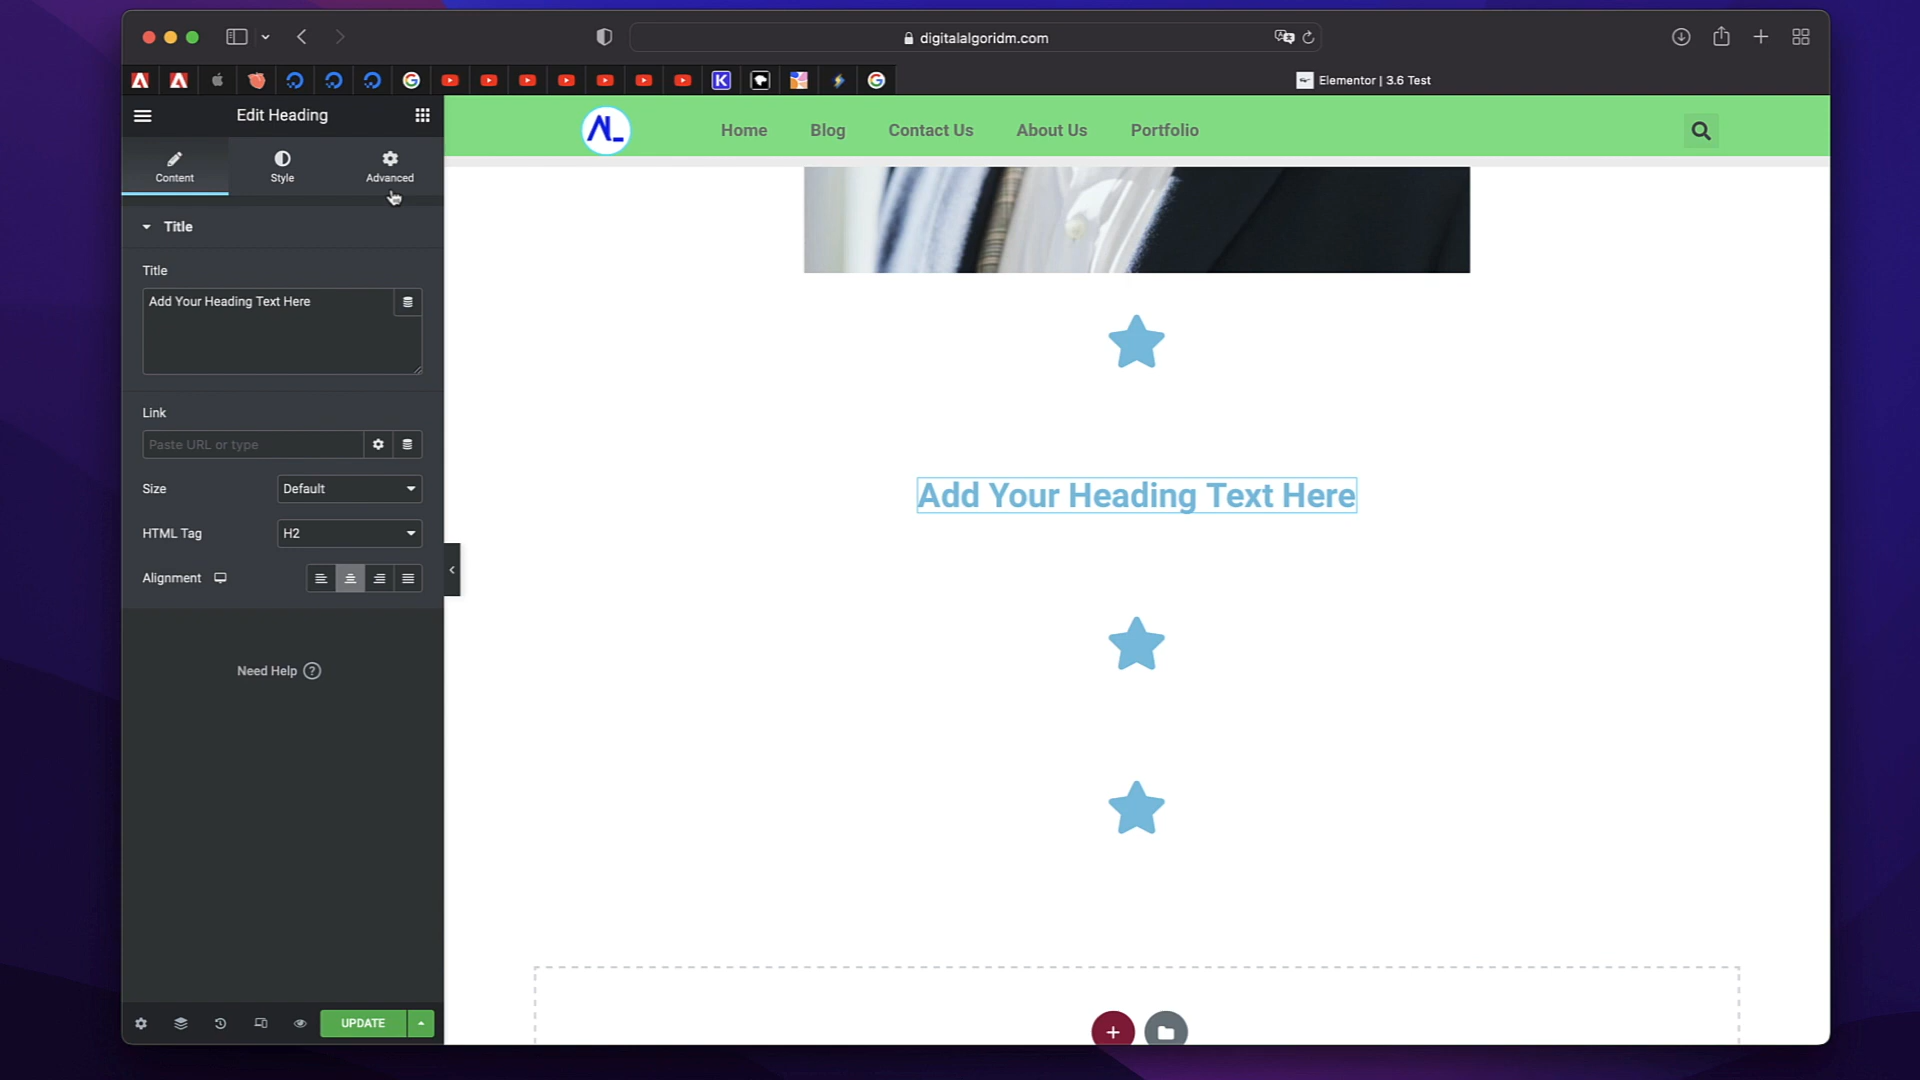 digitalalgoridm.com
Elementor | 3.6 Test
Edit Heading
Content
Style
Advanced
Title
Title
Add Your Heading Text Here
Link
Paste URL or type
Size
Default
HTML Tag
H2
Alignment
Need Help ?
UPDATE
AL_
Home
Blog
Contact Us
About Us
Portfolio
Add Your Heading Text Here